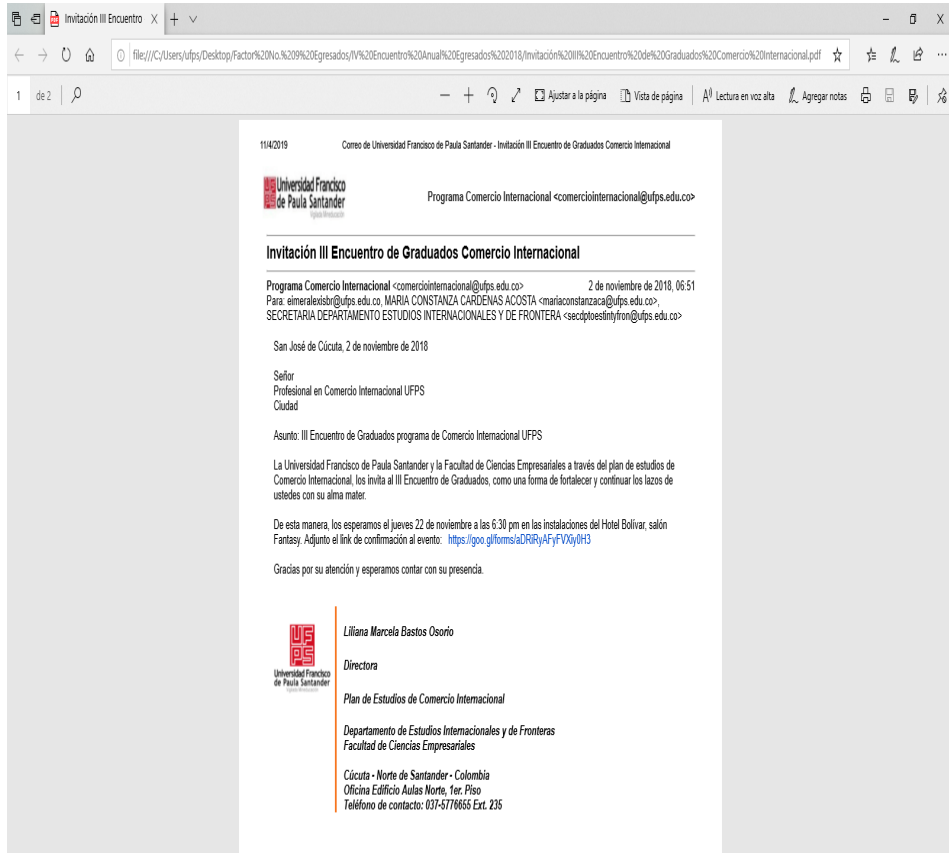 Invitación III Encuentro
file:///C:/Users/ufps/Desktop/Factor%20No.%209%20Egresados/IV%20Encuentro%20Anual%20Egresados%202018/Invitación%20III%20Encuentro%20de%20Graduados%20Comercio%20Internacional.pdf
1 de 2 Ajustar a la página Vista de página Lectura en voz alta Agregar notas
11/4/2019 Correo de Universidad Francisco de Paula Santander - Invitación III Encuentro de Graduados Comercio Internacional
Universidad Francisco
de Paula Santander
Vigilada Mineducación
Programa Comercio Internacional <comerciointernacional@ufps.edu.co>
Invitación III Encuentro de Graduados Comercio Internacional
Programa Comercio Internacional <comerciointernacional@ufps.edu.co> 2 de noviembre de 2018, 06:51
Para: eimeralexisbr@ufps.edu.co, MARIA CONSTANZA CARDENAS ACOSTA <mariaconstanzaca@ufps.edu.co>,
SECRETARIA DEPARTAMENTO ESTUDIOS INTERNACIONALES Y DE FRONTERA <secdptoestintyfron@ufps.edu.co>
San José de Cúcuta, 2 de noviembre de 2018
Señor
Profesional en Comercio Internacional UFPS
Ciudad
Asunto: III Encuentro de Graduados programa de Comercio Internacional UFPS
La Universidad Francisco de Paula Santander y la Facultad de Ciencias Empresariales a través del plan de estudios de
Comercio Internacional, los invita al III Encuentro de Graduados, como una forma de fortalecer y continuar los lazos de
ustedes con su alma mater.
De esta manera, los esperamos el jueves 22 de noviembre a las 6:30 pm en las instalaciones del Hotel Bolívar, salón
Fantasy. Adjunto el link de confirmación al evento: https://goo.gl/forms/aDRlRyAFyFVXiy0H3
Gracias por su atención y esperamos contar con su presencia.
UFPS
Universidad Francisco
de Paula Santander
Liliana Marcela Bastos Osorio
Directora
Plan de Estudios de Comercio Internacional
Departamento de Estudios Internacionales y de Fronteras
Facultad de Ciencias Empresariales
Cúcuta - Norte de Santander - Colombia
Oficina Edificio Aulas Norte, 1er. Piso
Teléfono de contacto: 037-5776655 Ext. 235